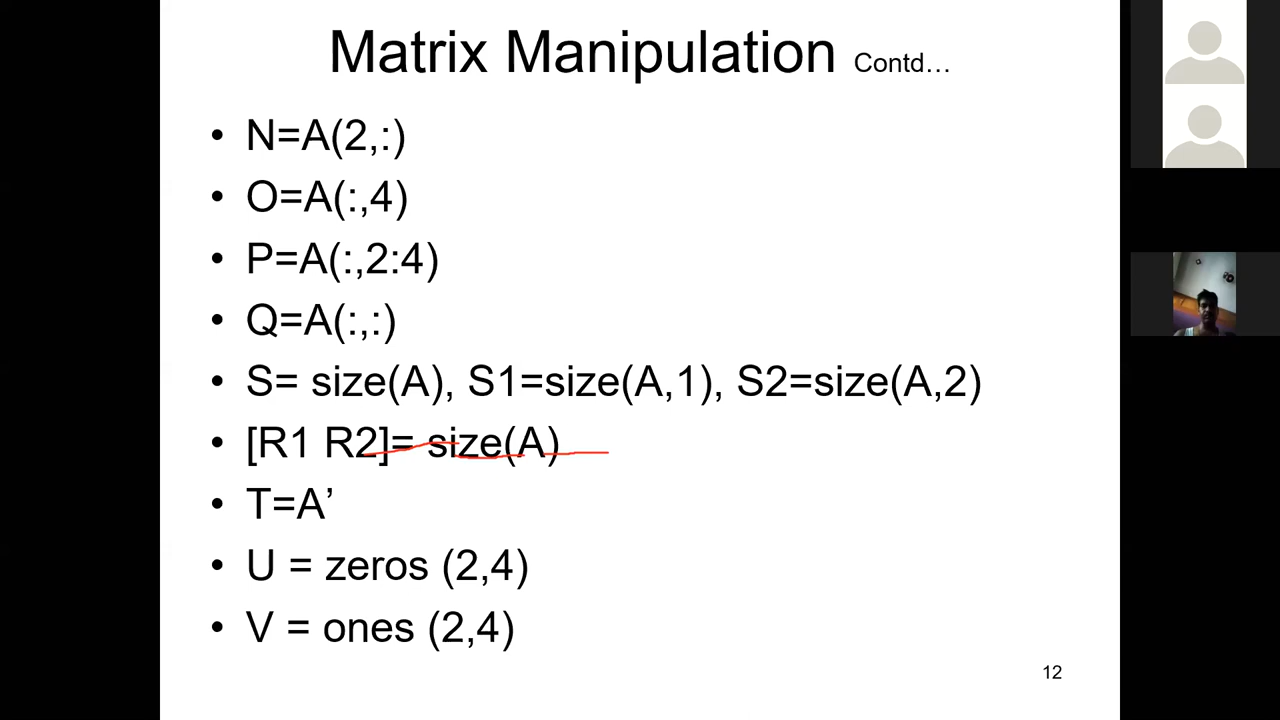 Matrix Manipulation Contd…
• N=A(2,:)
• O=A(:,4)
• P=A(:,2:4)
• Q=A(:,:)
• S= size(A), S1=size(A,1), S2=size(A,2)
• [R1 R2]= size(A)
• T=A’
• U = zeros (2,4)
• V = ones (2,4)
12